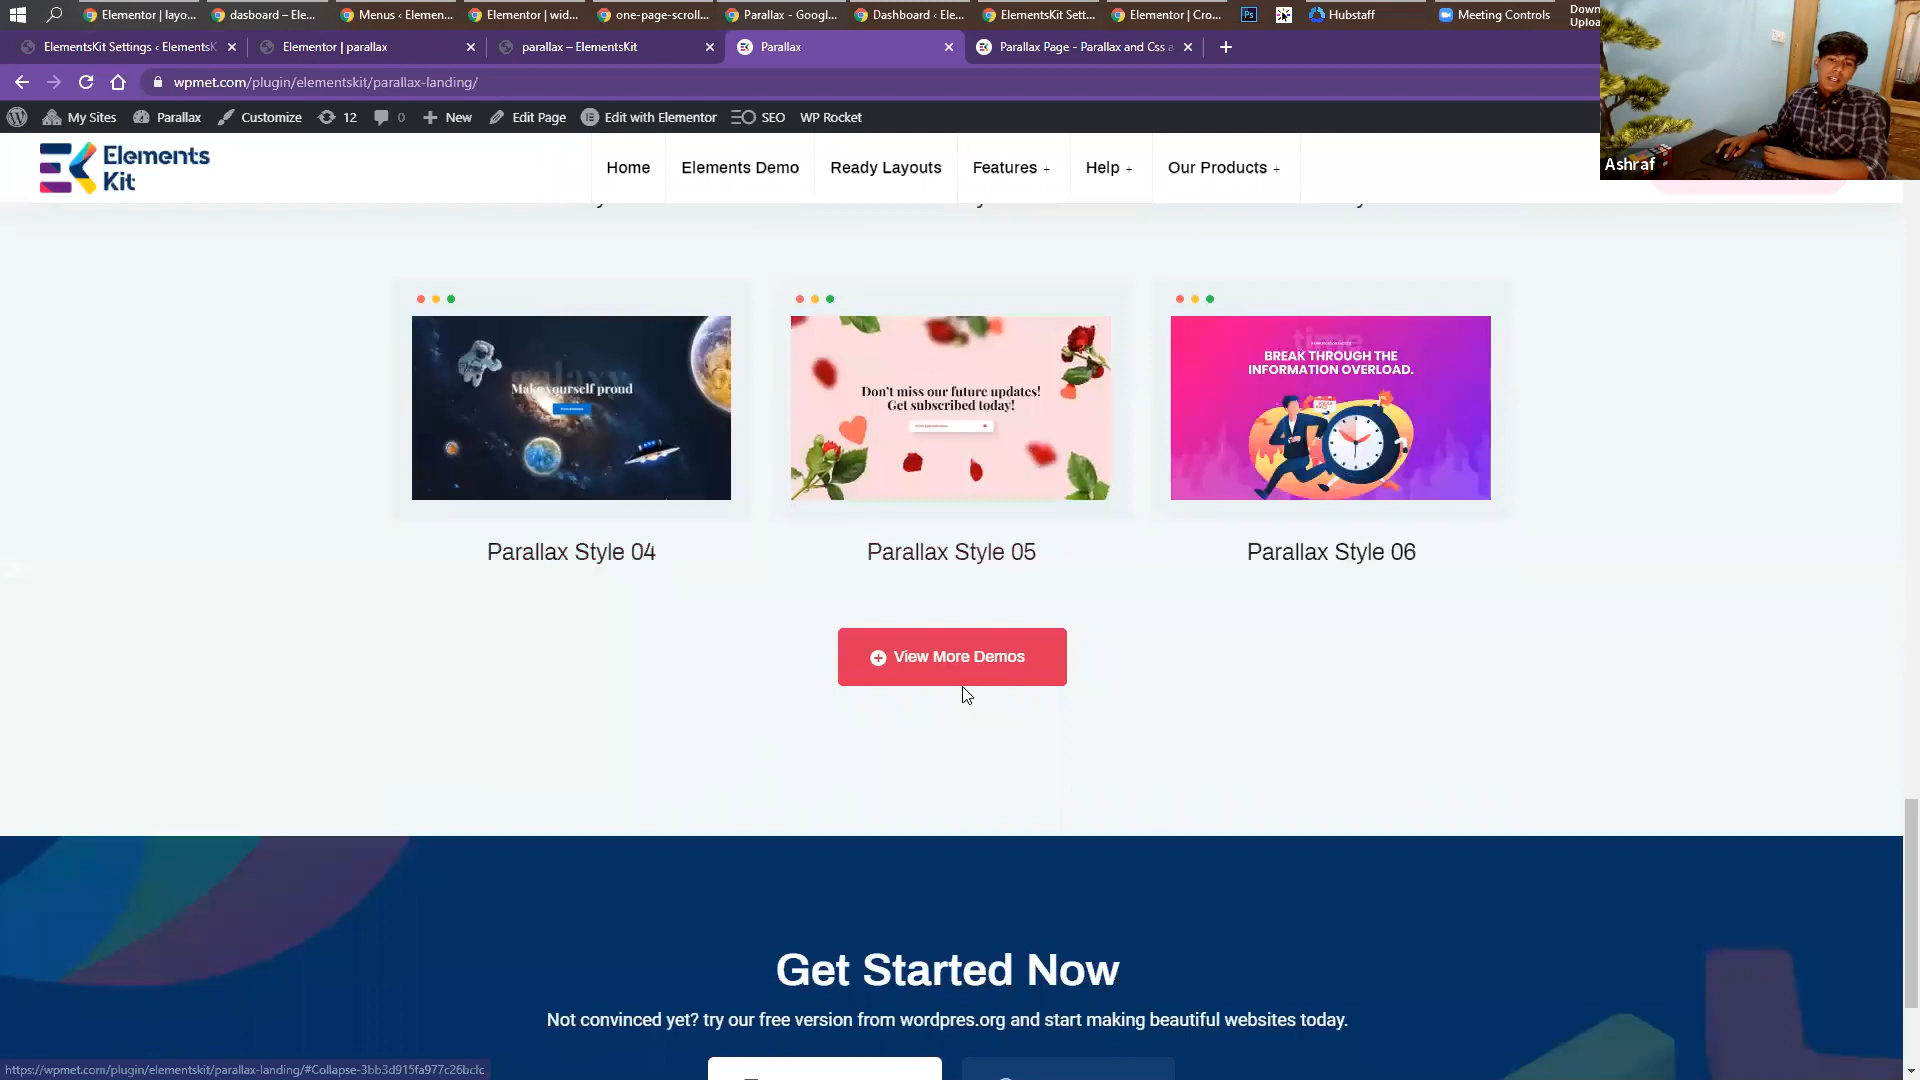 Elementor | layo...
dasboard – Ele...
Menus ‹ Elemen...
Elementor | wid...
one-page-scroll...
Parallax - Googl...
Dashboard ‹ Ele...
ElementsKit Sett...
Elementor | Cro...
Ps
Hubstaff
Meeting Controls
Down
Uploa
ElementsKit Settings ‹ ElementsK
Elementor | parallax
parallax – ElementsKit
Parallax
Parallax Page - Parallax and Css a
wpmet.com/plugin/elementskit/parallax-landing/
My Sites
Parallax
Customize
12
0
New
Edit Page
Edit with Elementor
SEO
WP Rocket
Ashraf
Elements
Kit
Home
Elements Demo
Ready Layouts
Features +
Help +
Our Products +
galaxy
Make yourself proud
Don't miss our future updates!
Get subscribed today!
time
BREAK THROUGH THE
INFORMATION OVERLOAD.
Parallax Style 04
Parallax Style 05
Parallax Style 06
View More Demos
Get Started Now
Not convinced yet? try our free version from wordpres.org and start making beautiful websites today.
https://wpmet.com/plugin/elementskit/parallax-landing/#Collapse-3bb3d915fa977c26bcfc